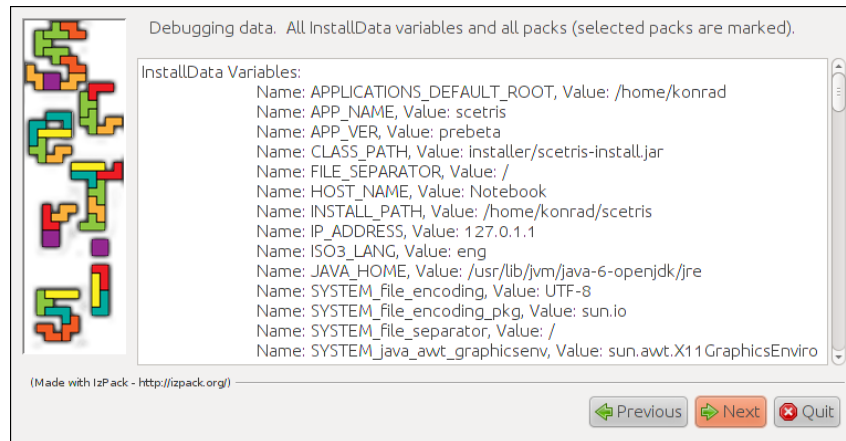 Debugging data. All InstallData variables and all packs (selected packs are marked).
InstallData Variables:
Name: APPLICATIONS_DEFAULT_ROOT, Value: /home/konrad
Name: APP_NAME, Value: scetris
Name: APP_VER, Value: prebeta
Name: CLASS_PATH, Value: installer/scetris-install.jar
Name: FILE_SEPARATOR, Value: /
Name: HOST_NAME, Value: Notebook
Name: INSTALL_PATH, Value: /home/konrad/scetris
Name: IP_ADDRESS, Value: 127.0.1.1
Name: ISO3_LANG, Value: eng
Name: JAVA_HOME, Value: /usr/lib/jvm/java-6-openjdk/jre
Name: SYSTEM_file_encoding, Value: UTF-8
Name: SYSTEM_file_encoding_pkg, Value: sun.io
Name: SYSTEM_file_separator, Value: /
Name: SYSTEM_java_awt_graphicsenv, Value: sun.awt.X11GraphicsEnviro
(Made with IzPack - http://izpack.org/)
Previous
Next
Quit